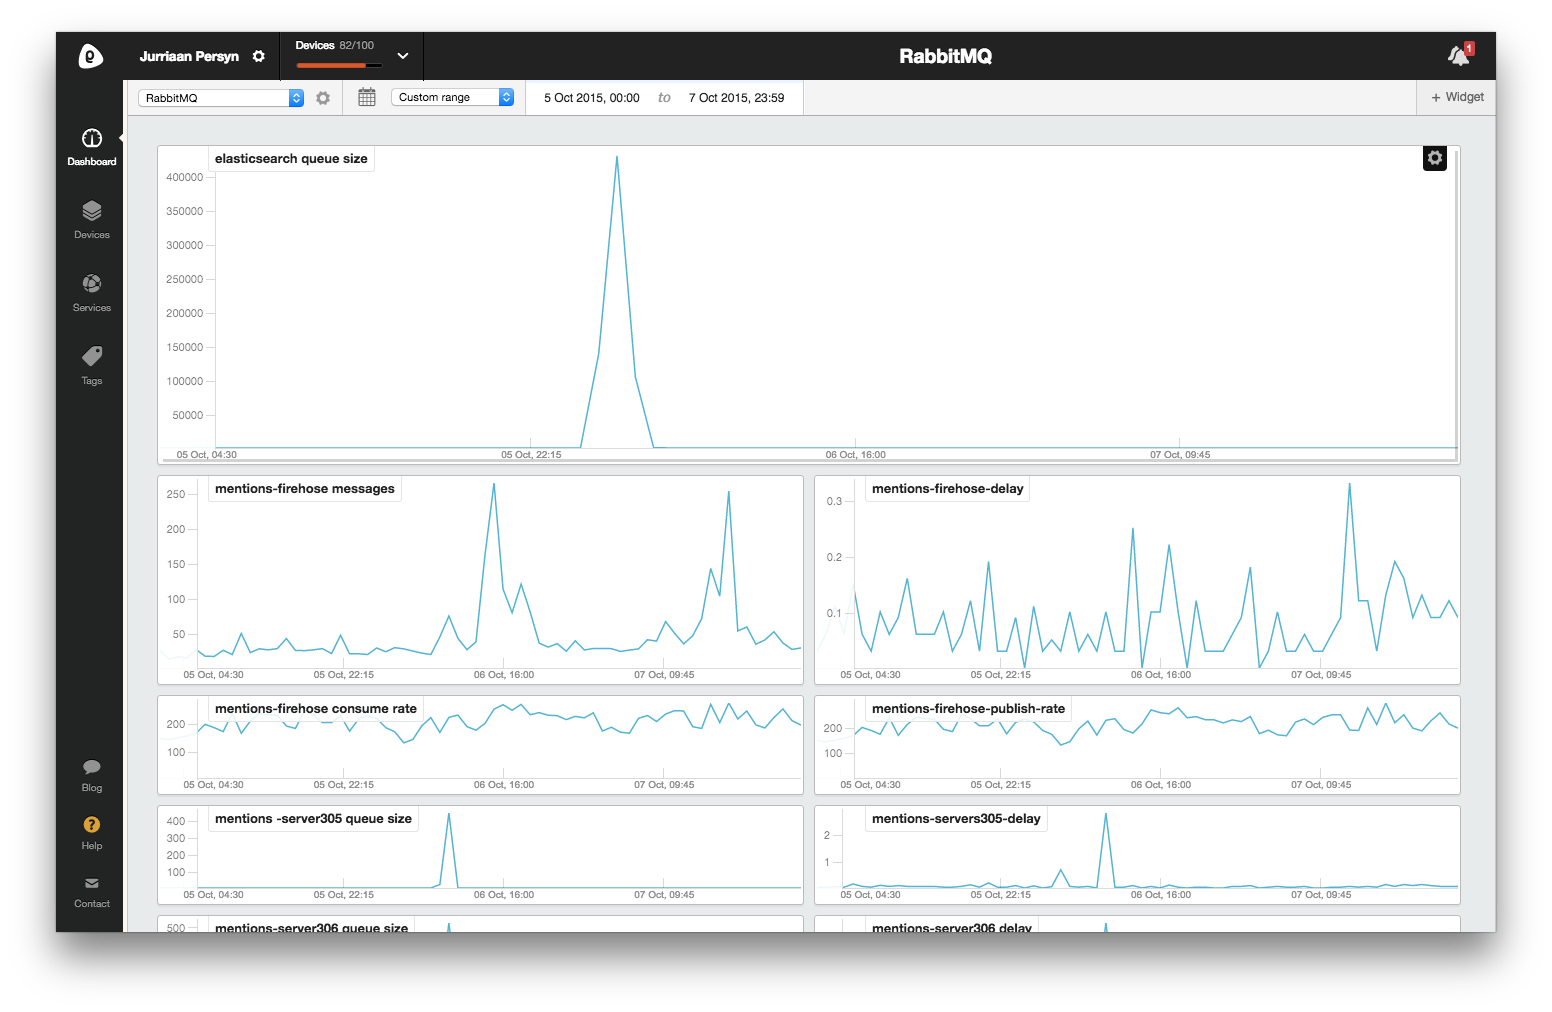 Jurriaan Persyn
Devices 82/100
RabbitMQ
1
RabbitMQ
Custom range
5 Oct 2015, 00:00 to 7 Oct 2015, 23:59
+ Widget
Dashboard
Devices
Services
Tags
Blog
?
Help
Contact
elasticsearch queue size
400000
350000
300000
250000
200000
150000
100000
50000
05 Oct, 04:30 05 Oct, 22:15 06 Oct, 16:00 07 Oct, 09:45
mentions-firehose messages
250
200
150
100
50
05 Oct, 04:30 05 Oct, 22:15 06 Oct, 16:00 07 Oct, 09:45
mentions-firehose-delay
0.3
0.2
0.1
05 Oct, 04:30 05 Oct, 22:15 06 Oct, 16:00 07 Oct, 09:45
mentions-firehose consume rate
200
100
05 Oct, 04:30 05 Oct, 22:15 06 Oct, 16:00 07 Oct, 09:45
mentions-firehose-publish-rate
200
100
05 Oct, 04:30 05 Oct, 22:15 06 Oct, 16:00 07 Oct, 09:45
mentions -server305 queue size
400
300
200
100
05 Oct, 04:30 05 Oct, 22:15 06 Oct, 16:00 07 Oct, 09:45
mentions-servers305-delay
2
1
05 Oct, 04:30 05 Oct, 22:15 06 Oct, 16:00 07 Oct, 09:45
mentions-server306 queue size
500
mentions-server306 delay